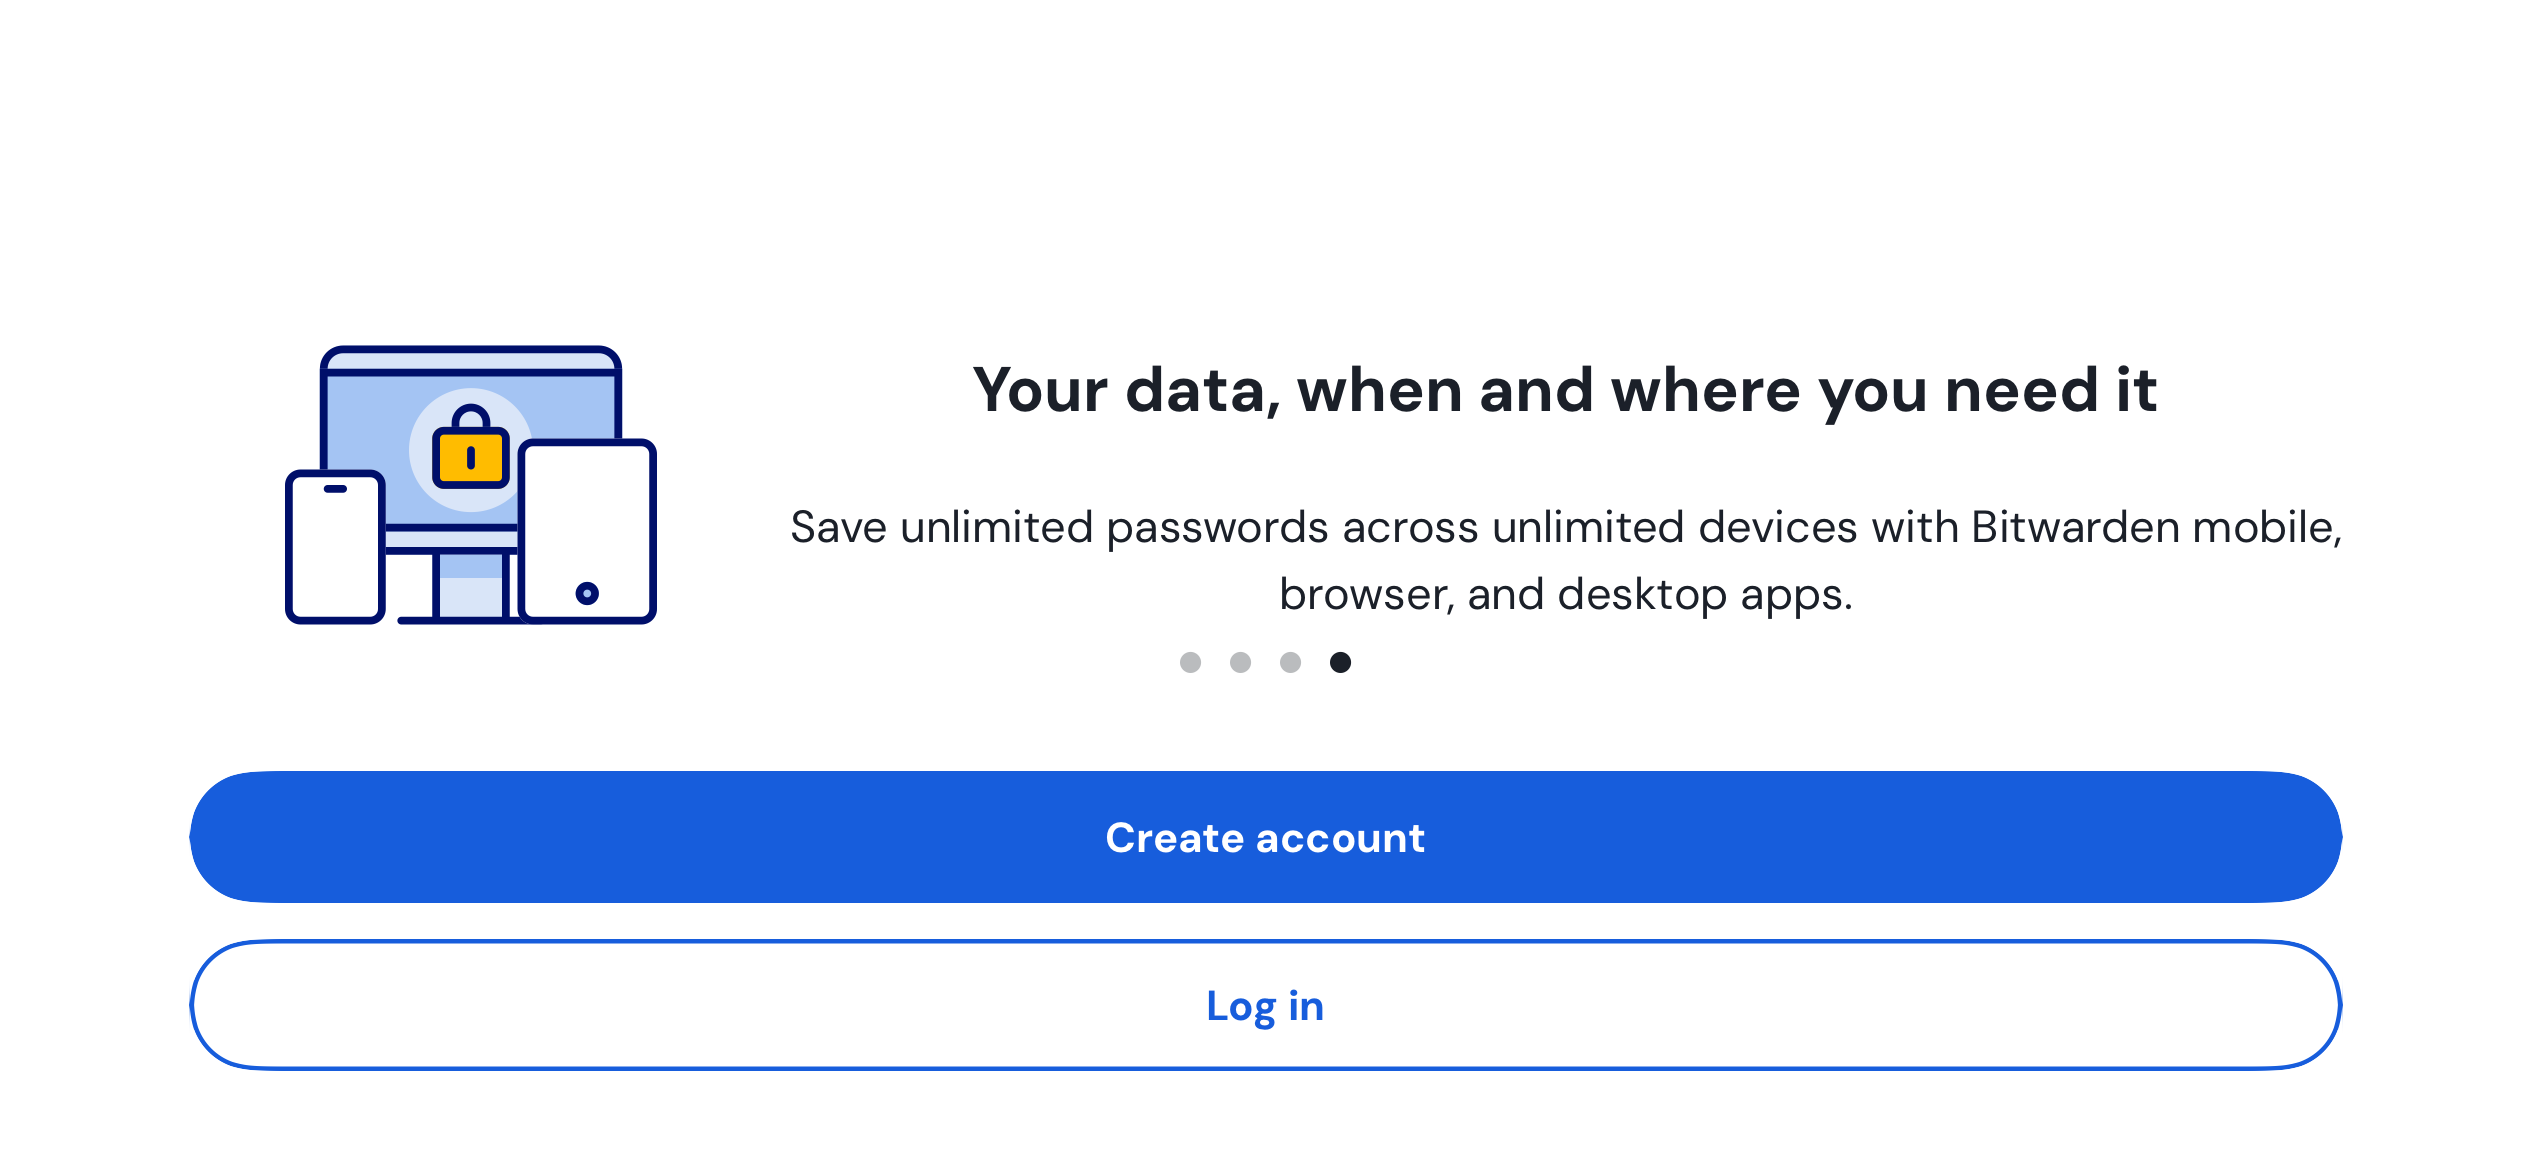 Your data, when and where you need it
Save unlimited passwords across unlimited devices with Bitwarden mobile,
browser, and desktop apps.
Create account
Log in